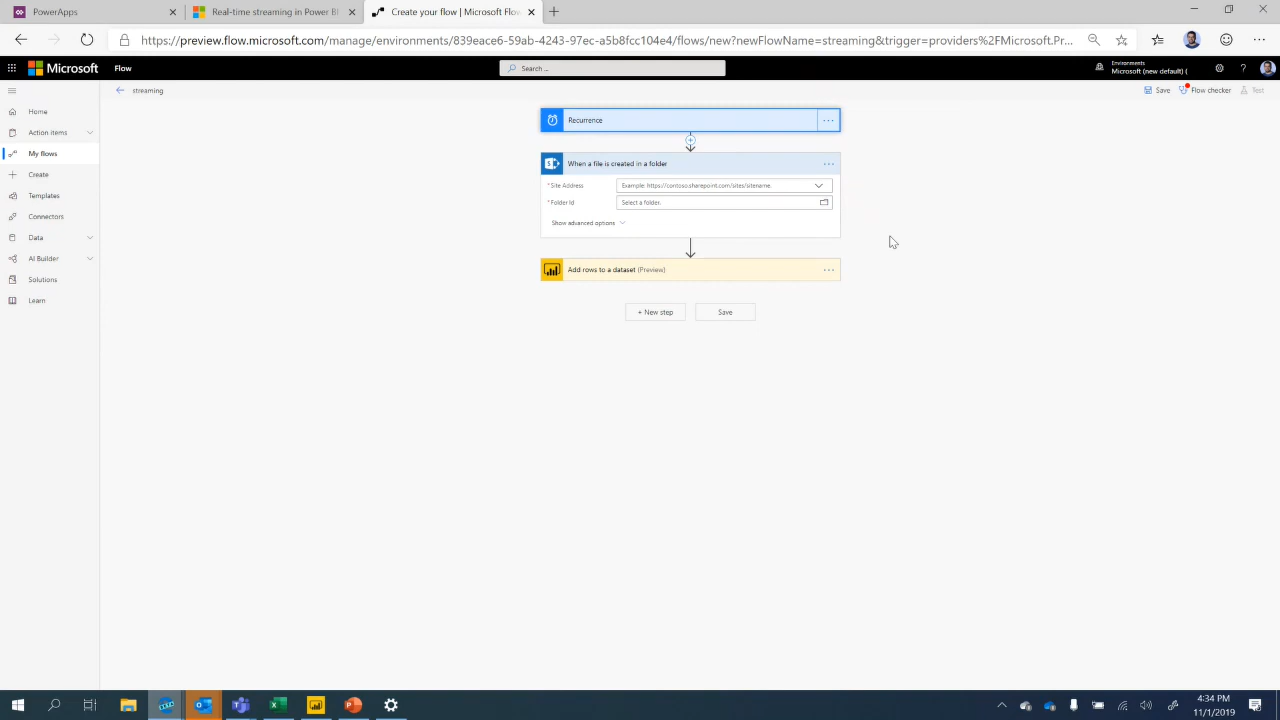 PowerApps
Real-time streaming in Power BI
Create your flow | Microsoft Flow
https://preview.flow.microsoft.com/manage/environments/839eace6-59ab-4243-97ec-a5b8fcc104e4/flows/new?newFlowName=streaming&trigger=providers%2FMicrosoft.Pr...
Microsoft
Flow
Search ...
Environments
Microsoft (new default) (
?
streaming
Save
Flow checker
Test
Home
Action items
My flows
Create
Templates
Connectors
Data
AI Builder
Solutions
Learn
Recurrence
When a file is created in a folder
* Site Address
Example: https://contoso.sharepoint.com/sites/sitename
* Folder Id
Select a folder.
Show advanced options
Add rows to a dataset (Preview)
+ New step
Save
4:34 PM
11/1/2019